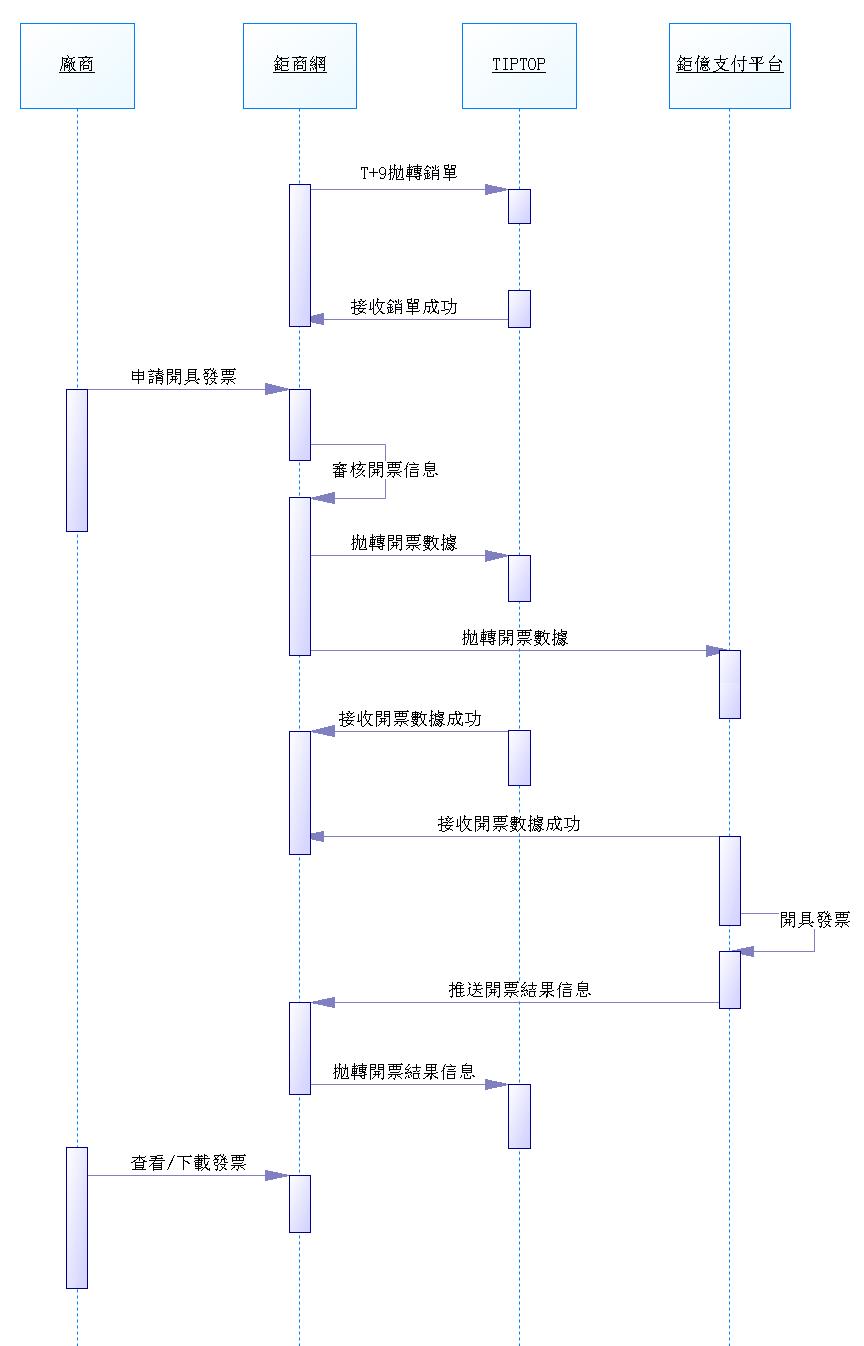 廠商
鉅商網
TIPTOP
鉅億支付平台
T+9拋轉銷單
接收銷單成功
申請開具發票
審核開票信息
拋轉開票數據
拋轉開票數據
接收開票數據成功
接收開票數據成功
開具發票
推送開票結果信息
拋轉開票結果信息
查看/下載發票